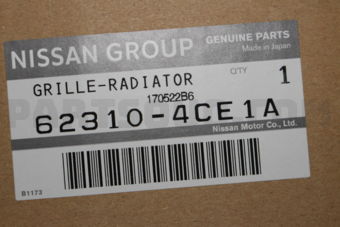 NISSAN GROUP
GENUINE PARTS
Made in Japan
GRILLE-RADIATOR
QTY 1
170522B6
62310-4CE1A
Nissan Motor Co., Ltd.
B1173